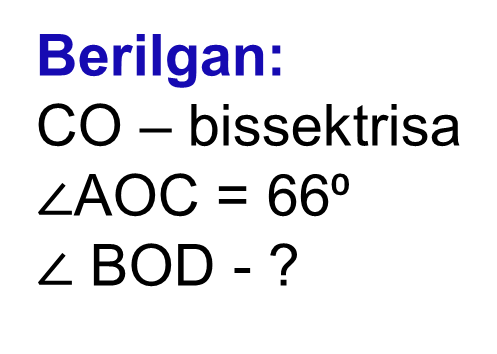 Berilgan:
CO – bissektrisa
∠AOC = 66º
∠ BOD - ?